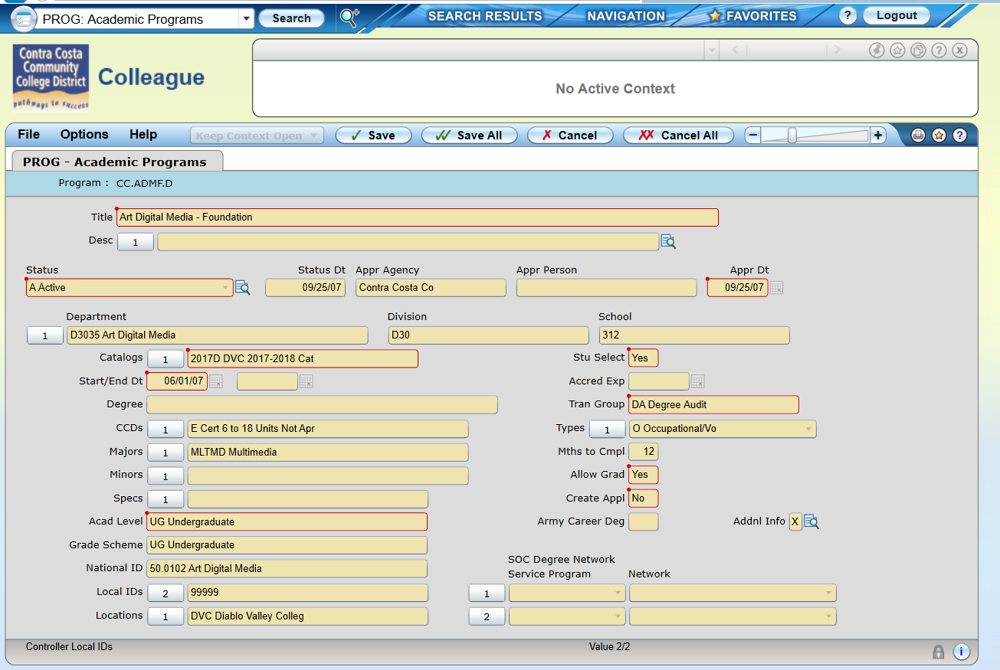 PROG: Academic Programs Search SEARCH RESULTS NAVIGATION FAVORITES ? Logout
Contra Costa
Community
College District
pathways to success
Colleague
No Active Context
File Options Help Keep Context Open Save Save All Cancel Cancel All
PROG - Academic Programs
Program : CC.ADMF.D
Title Art Digital Media - Foundation
Desc 1
Status Status Dt Appr Agency Appr Person Appr Dt
A Active 09/25/07 Contra Costa Co 09/25/07
Department Division School
1 D3035 Art Digital Media D30 312
Catalogs 1 2017D DVC 2017-2018 Cat Stu Select Yes
Start/End Dt 06/01/07 Accred Exp
Degree Tran Group DA Degree Audit
CCDs 1 E Cert 6 to 18 Units Not Apr Types 1 O Occupational/Vo
Majors 1 MLTMD Multimedia Mths to Cmpl 12
Minors 1 Allow Grad Yes
Specs 1 Create Appl No
Acad Level UG Undergraduate Army Career Deg Addnl Info X
Grade Scheme UG Undergraduate
SOC Degree Network
Service Program Network
National ID 50.0102 Art Digital Media
Local IDs 2 99999 1
Locations 1 DVC Diablo Valley Colleg 2
Controller Local IDs Value 2/2